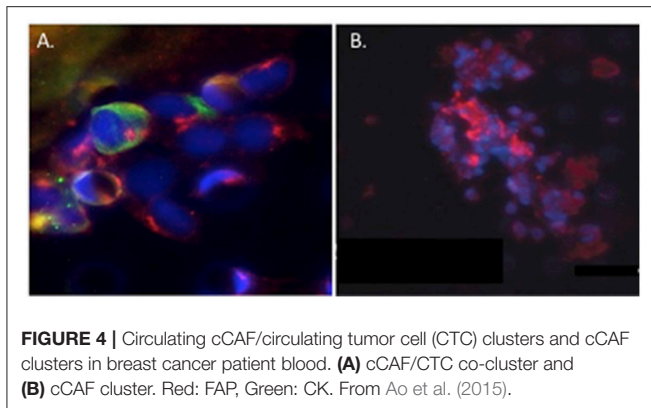 A.
B.
FIGURE 4 | Circulating cCAF/circulating tumor cell (CTC) clusters and cCAF
clusters in breast cancer patient blood. (A) cCAF/CTC co-cluster and
(B) cCAF cluster. Red: FAP, Green: CK. From Ao et al. (2015).